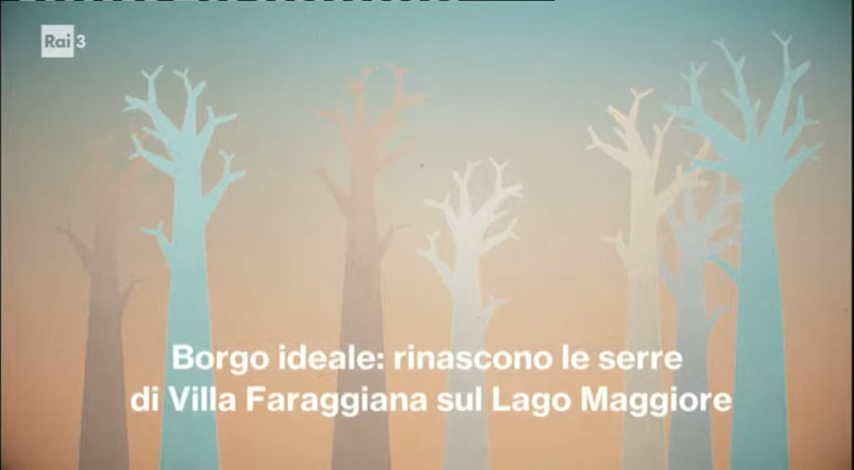 Rai 3
Borgo ideale: rinascono le serre
di Villa Faraggiana sul Lago Maggiore